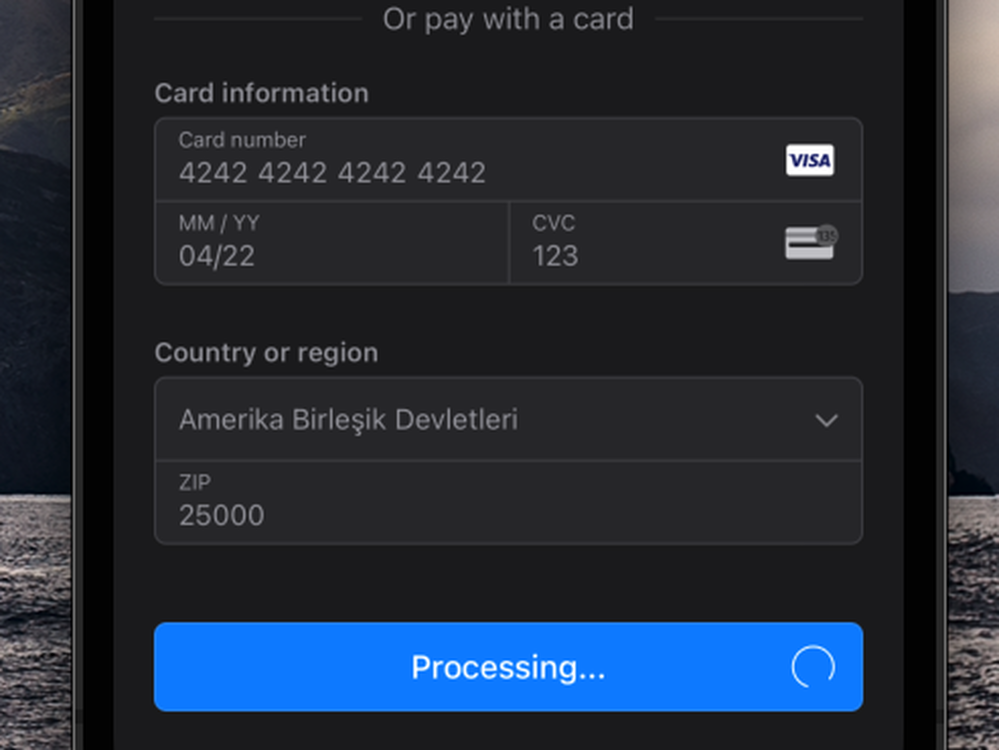 Or pay with a card
Card information
Card number
4242 4242 4242 4242
VISA
MM / YY
04/22
CVC
123
135
Country or region
Amerika Birleşik Devletleri
ZIP
25000
Processing...